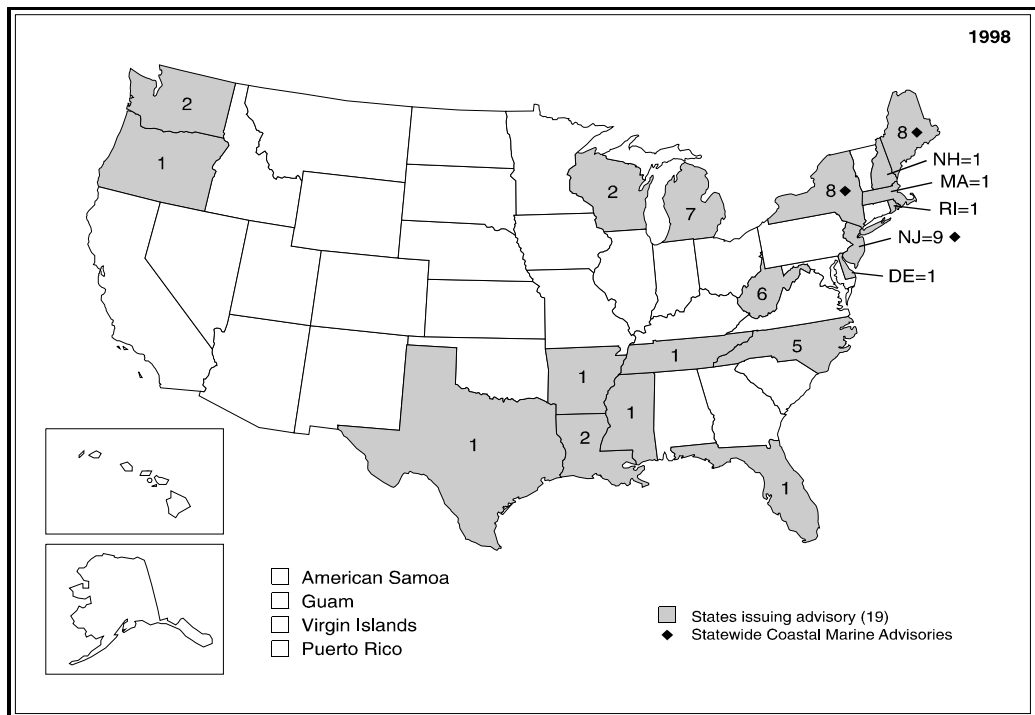 1998
2
8 ◆
1
NH=1
2
MA=1
8 ◆
7
RI=1
NJ=9 ◆
DE=1
6
5
1
1
1
2
1
1
American Samoa
Guam
Virgin Islands
Puerto Rico
States issuing advisory (19)
◆ Statewide Coastal Marine Advisories